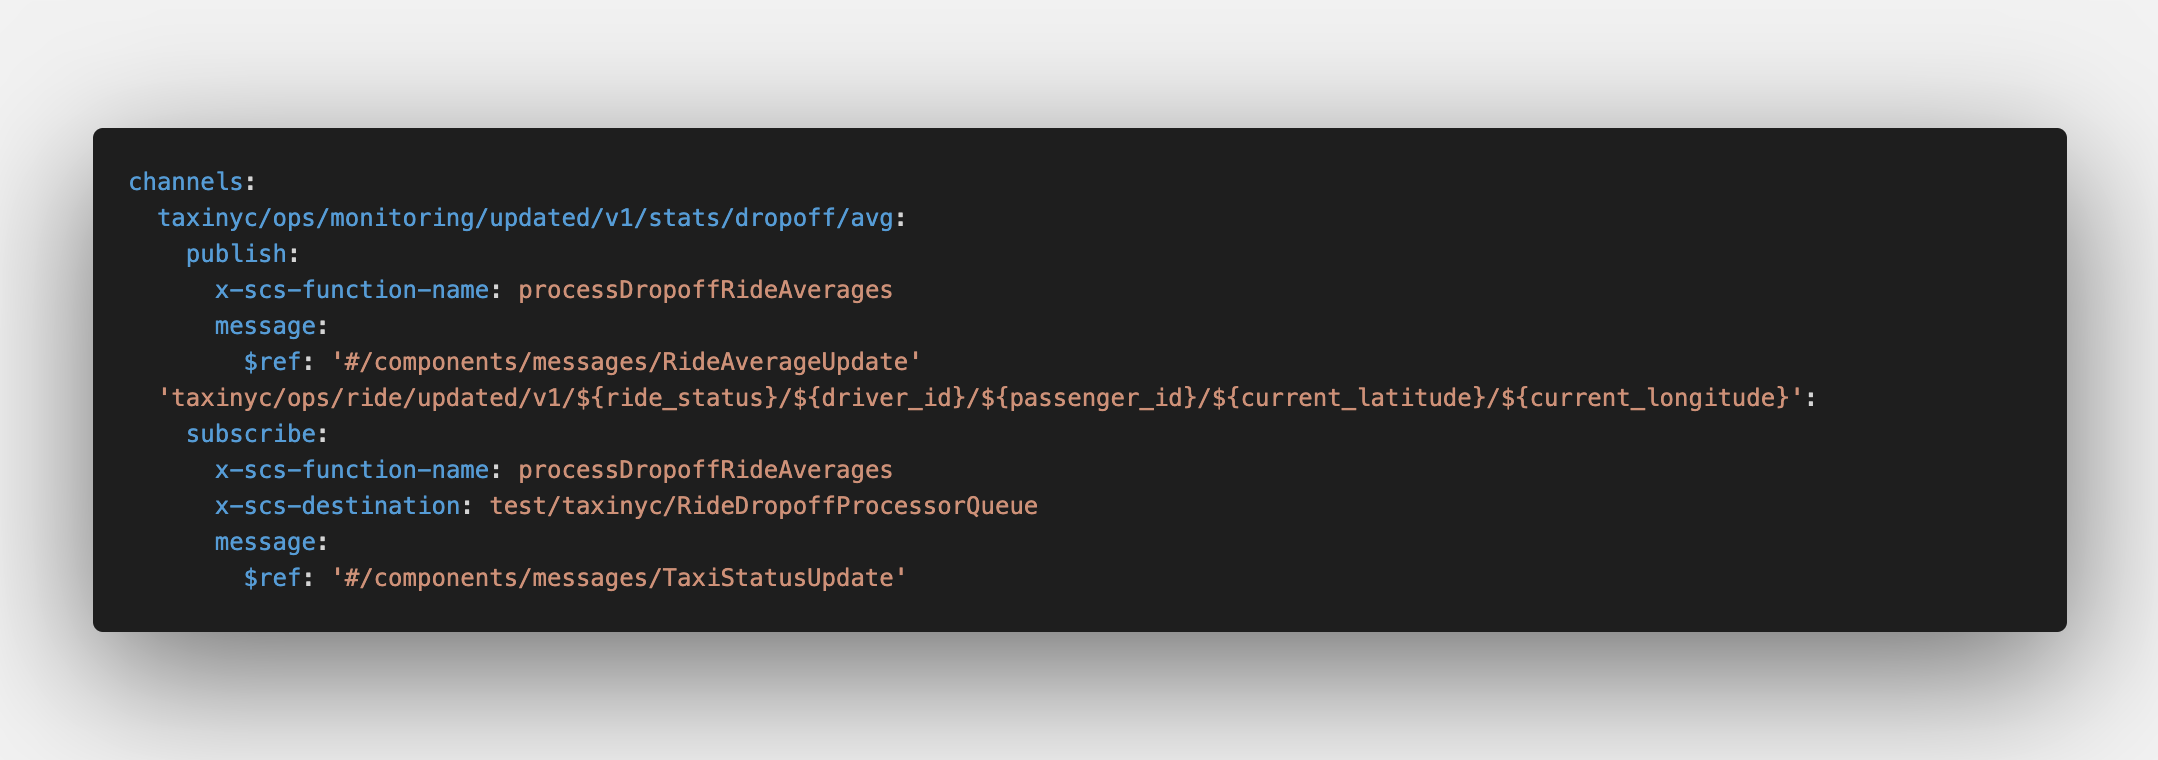 channels:
  taxinyc/ops/monitoring/updated/v1/stats/dropoff/avg:
    publish:
      x-scs-function-name: processDropoffRideAverages
      message:
        $ref: '#/components/messages/RideAverageUpdate'
  'taxinyc/ops/ride/updated/v1/${ride_status}/${driver_id}/${passenger_id}/${current_latitude}/${current_longitude}':
    subscribe:
      x-scs-function-name: processDropoffRideAverages
      x-scs-destination: test/taxinyc/RideDropoffProcessorQueue
      message:
        $ref: '#/components/messages/TaxiStatusUpdate'